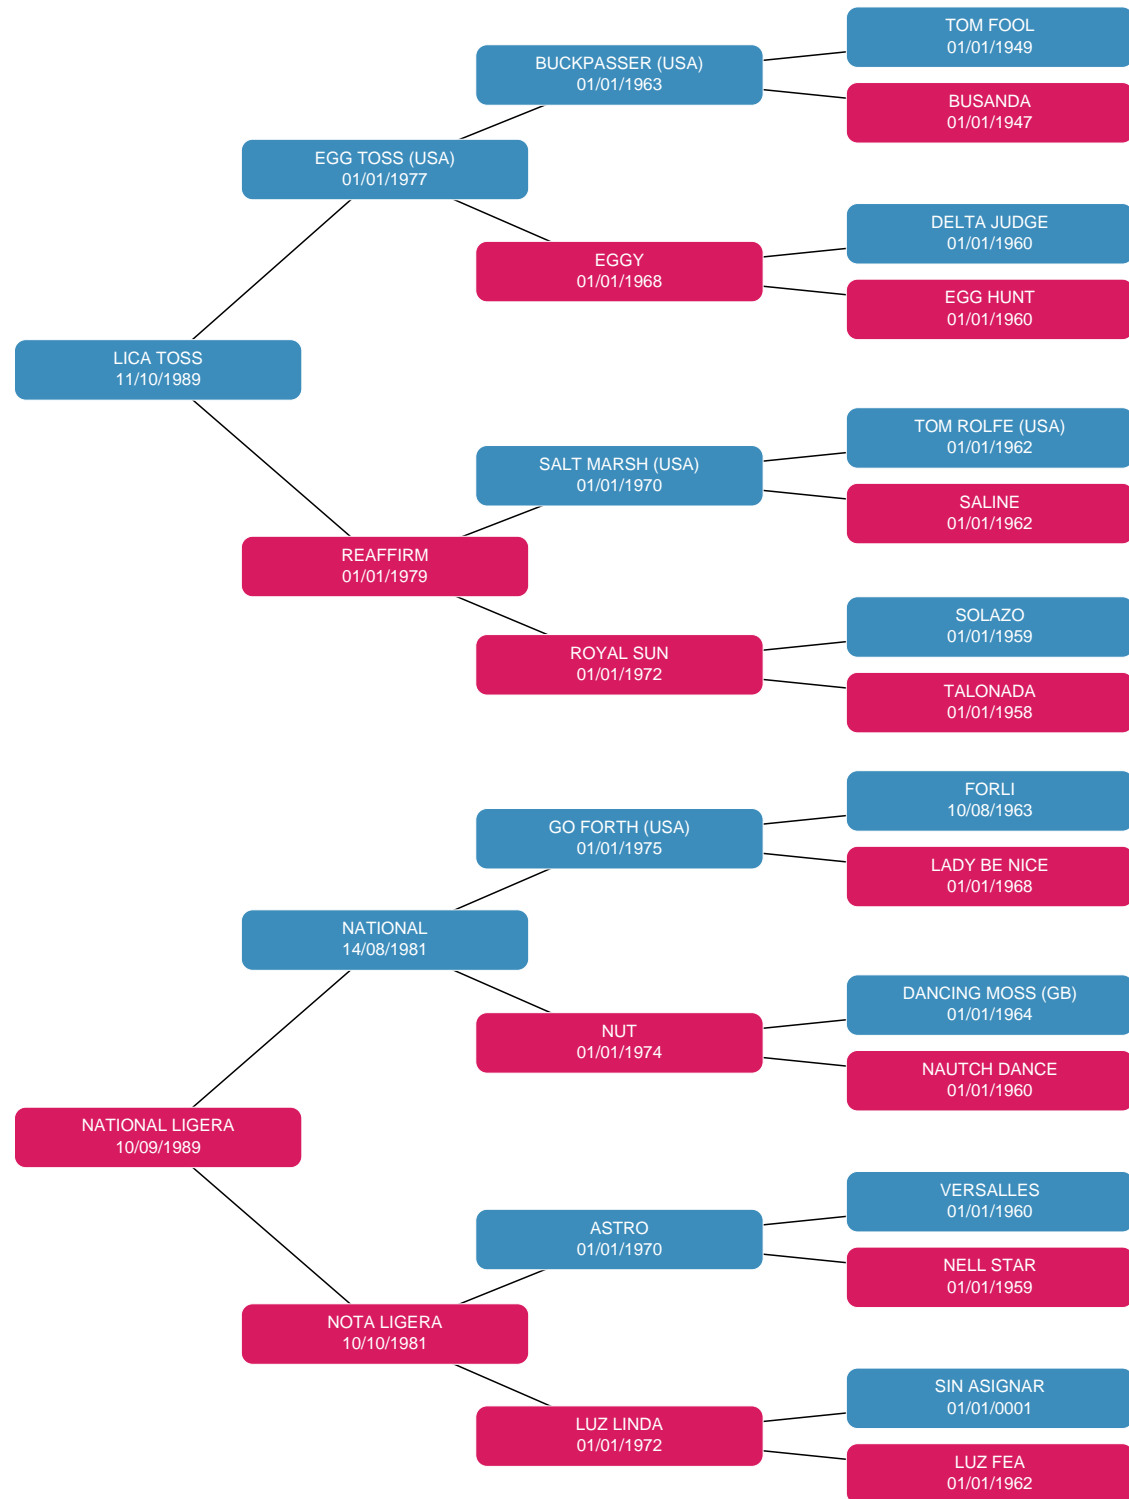 TOM FOOL
01/01/1949
BUCKPASSER (USA)
01/01/1963
BUSANDA
01/01/1947
EGG TOSS (USA)
01/01/1977
DELTA JUDGE
01/01/1960
EGGY
01/01/1968
EGG HUNT
01/01/1960
LICA TOSS
11/10/1989
TOM ROLFE (USA)
01/01/1962
SALT MARSH (USA)
01/01/1970
SALINE
01/01/1962
REAFFIRM
01/01/1979
SOLAZO
01/01/1959
ROYAL SUN
01/01/1972
TALONADA
01/01/1958
FORLI
10/08/1963
GO FORTH (USA)
01/01/1975
LADY BE NICE
01/01/1968
NATIONAL
14/08/1981
DANCING MOSS (GB)
01/01/1964
NUT
01/01/1974
NAUTCH DANCE
01/01/1960
NATIONAL LIGERA
10/09/1989
VERSALLES
01/01/1960
ASTRO
01/01/1970
NELL STAR
01/01/1959
NOTA LIGERA
10/10/1981
SIN ASIGNAR
01/01/0001
LUZ LINDA
01/01/1972
LUZ FEA
01/01/1962